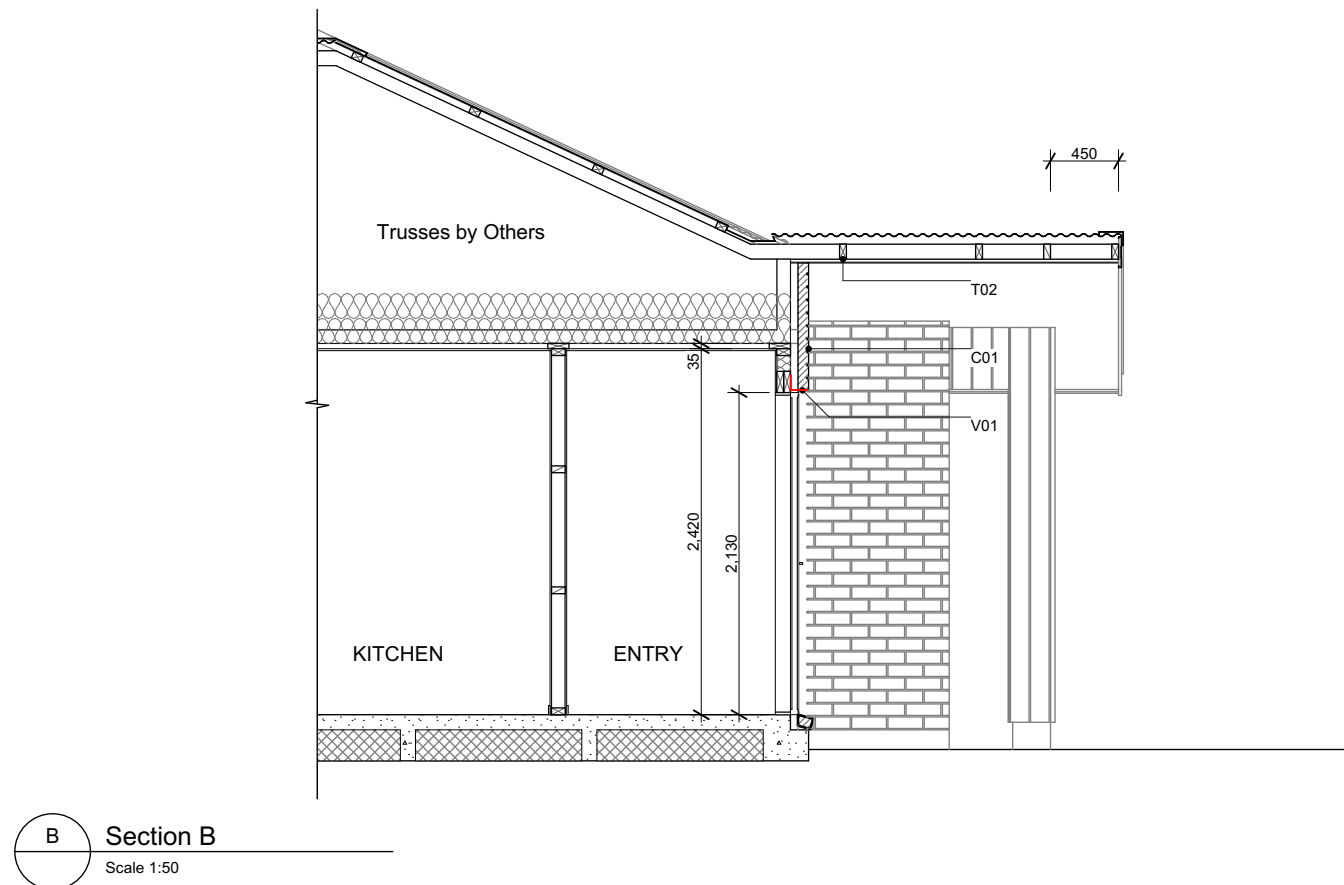 450
Trusses by Others
T02
35
C01
V01
2,420
2,130
KITCHEN
ENTRY
B
Section B
Scale 1:50